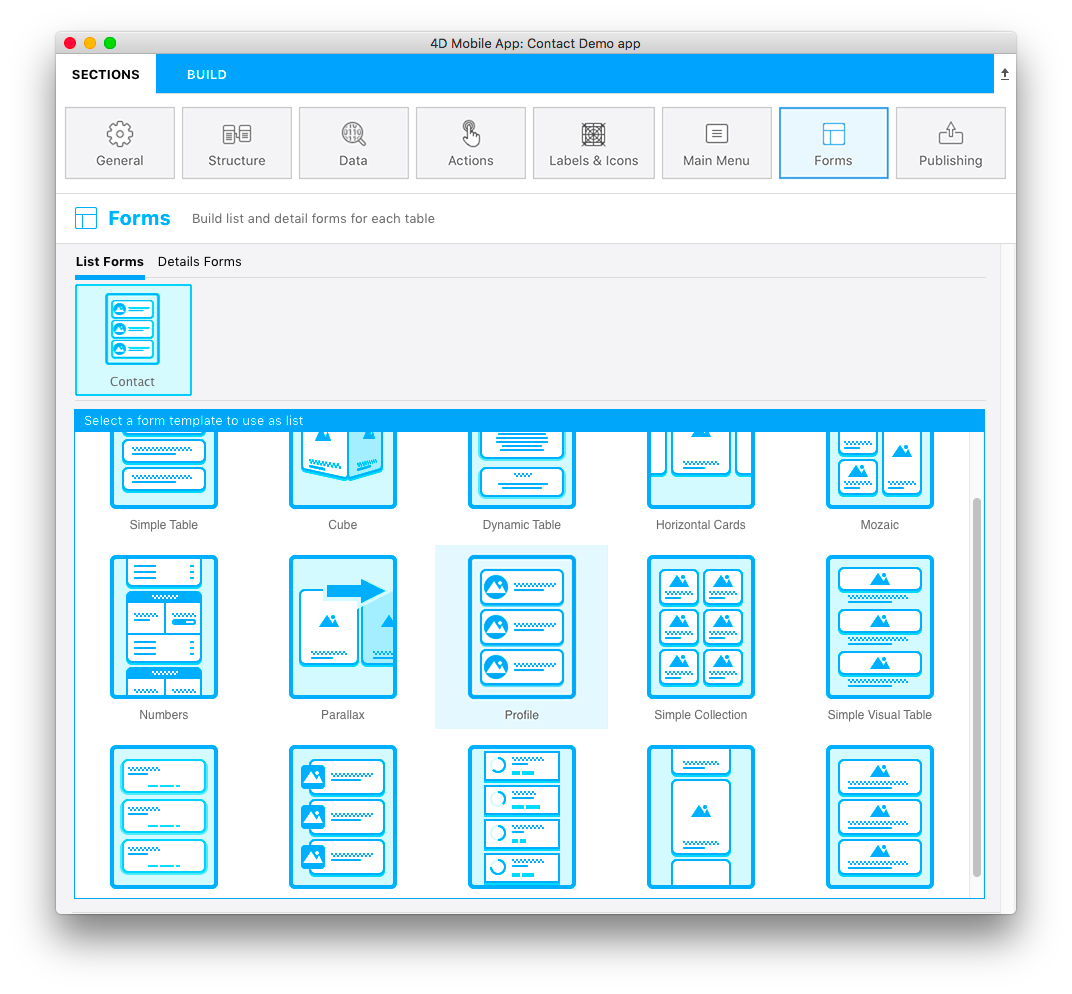 4D Mobile App: Contact Demo app
SECTIONS
BUILD
General
Structure
Data
Actions
Labels & Icons
Main Menu
Forms
Publishing
Forms
Build list and detail forms for each table
List Forms
Details Forms
Contact
Select a form template to use as list
Simple Table
Cube
Dynamic Table
Horizontal Cards
Mozaic
Numbers
Parallax
Profile
Simple Collection
Simple Visual Table